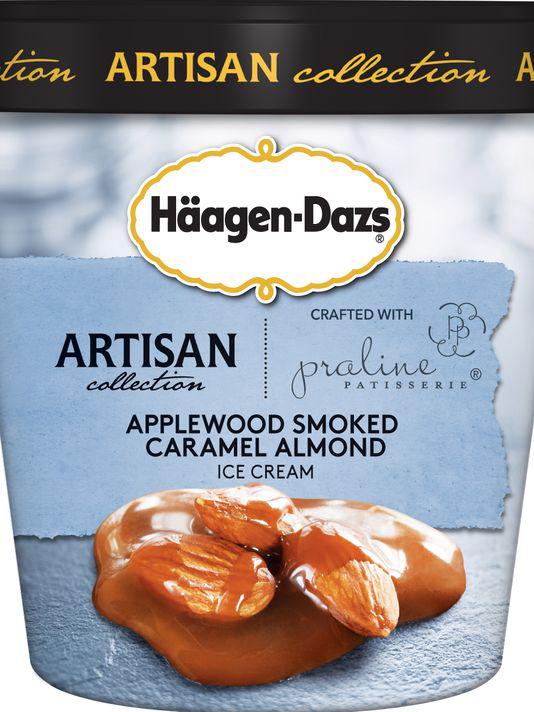 tion ARTISAN collection A
Häagen-Dazs®
ARTISAN
collection
CRAFTED WITH
praline
PATISSERIE®
APPLEWOOD SMOKED
CARAMEL ALMOND
ICE CREAM